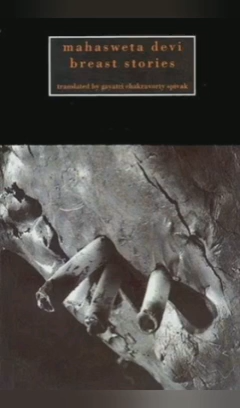 mahasweta devi
breast stories
translated by gayatri chakravorty spivak